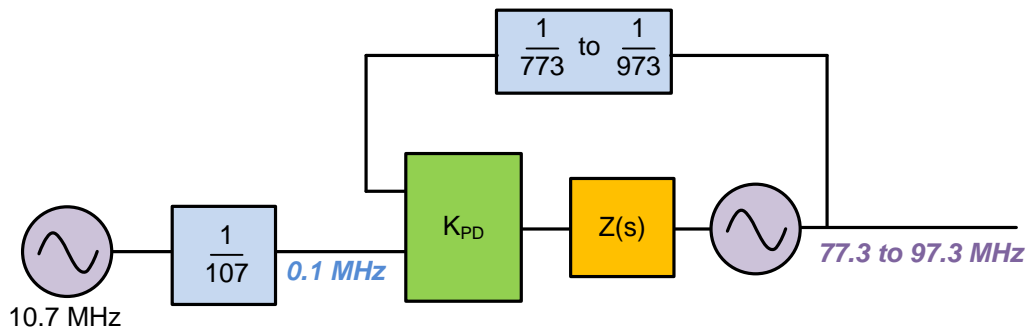 1 to 1
773 973
K_PD
Z(s)
1
107
0.1 MHz
77.3 to 97.3 MHz
10.7 MHz